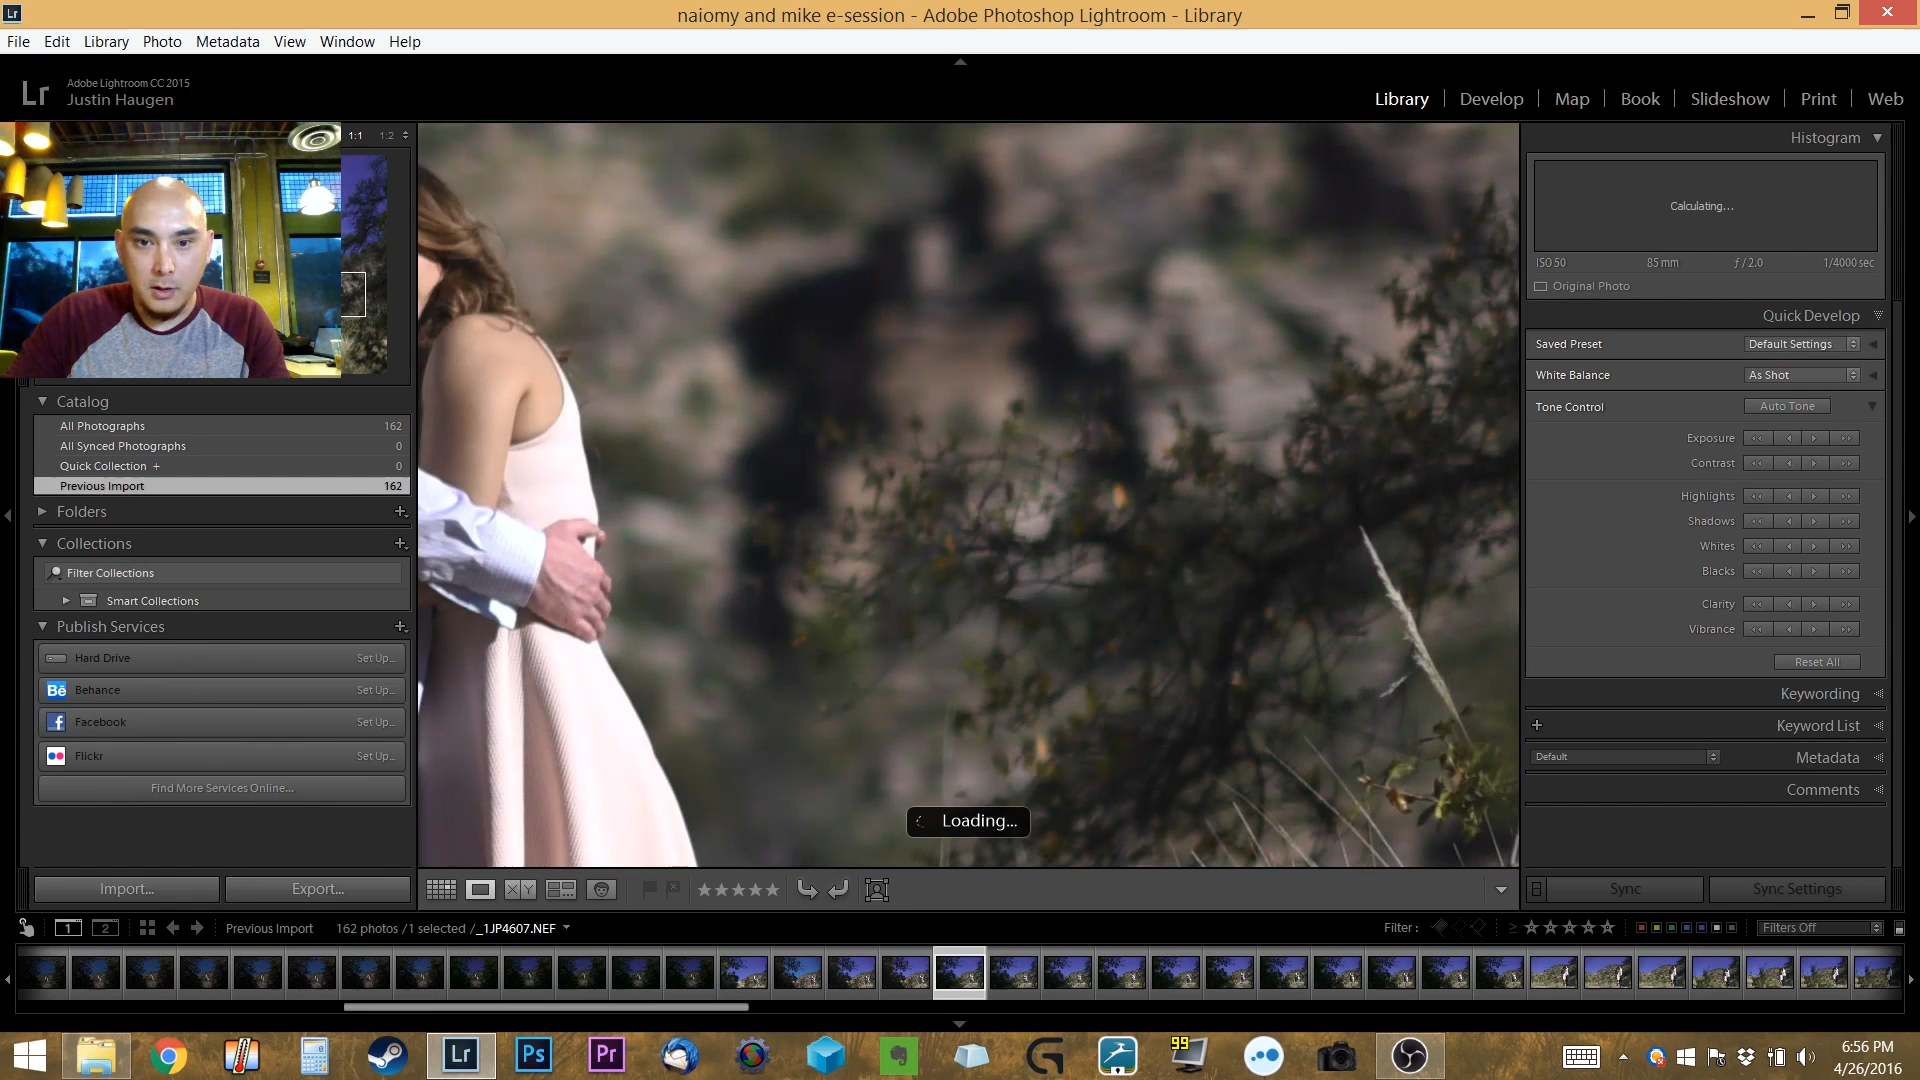 Lr
naiomy and mike e-session - Adobe Photoshop Lightroom - Library
File Edit Library Photo Metadata View Window Help
Lr
Adobe Lightroom CC 2015
Justin Haugen
Library | Develop | Map | Book | Slideshow | Print | Web
1:1 1:2
Histogram
Calculating...
ISO 50 85 mm ƒ / 2.0 1/4000 sec
Original Photo
Quick Develop
Saved Preset Default Settings
White Balance As Shot
Tone Control Auto Tone
Exposure
Contrast
Highlights
Shadows
Whites
Blacks
Clarity
Vibrance
Reset All
Keywording
Keyword List
Default Metadata
Comments
Catalog
All Photographs 162
All Synced Photographs 0
Quick Collection + 0
Previous Import 162
Folders
Collections
Filter Collections
Smart Collections
Publish Services
Hard Drive Set Up...
Bē Behance Set Up...
f Facebook Set Up...
Flickr Set Up...
Find More Services Online...
Loading...
Import... Export...
X Y
Sync Sync Settings
1 2 Previous Import 162 photos / 1 selected / _1JP4607.NEF
Filter : Filters Off
Lr Ps Pr 99
6:56 PM
4/26/2016